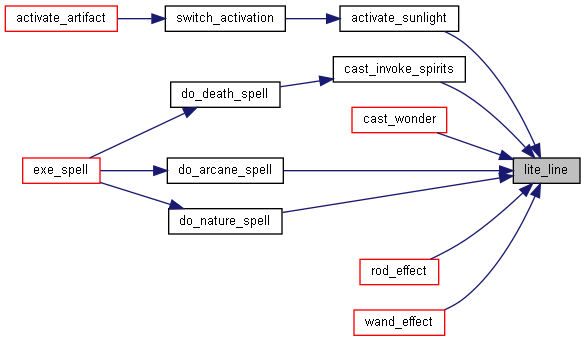 activate_artifact
switch_activation
activate_sunlight
cast_invoke_spirits
do_death_spell
cast_wonder
exe_spell
do_arcane_spell
lite_line
do_nature_spell
rod_effect
wand_effect